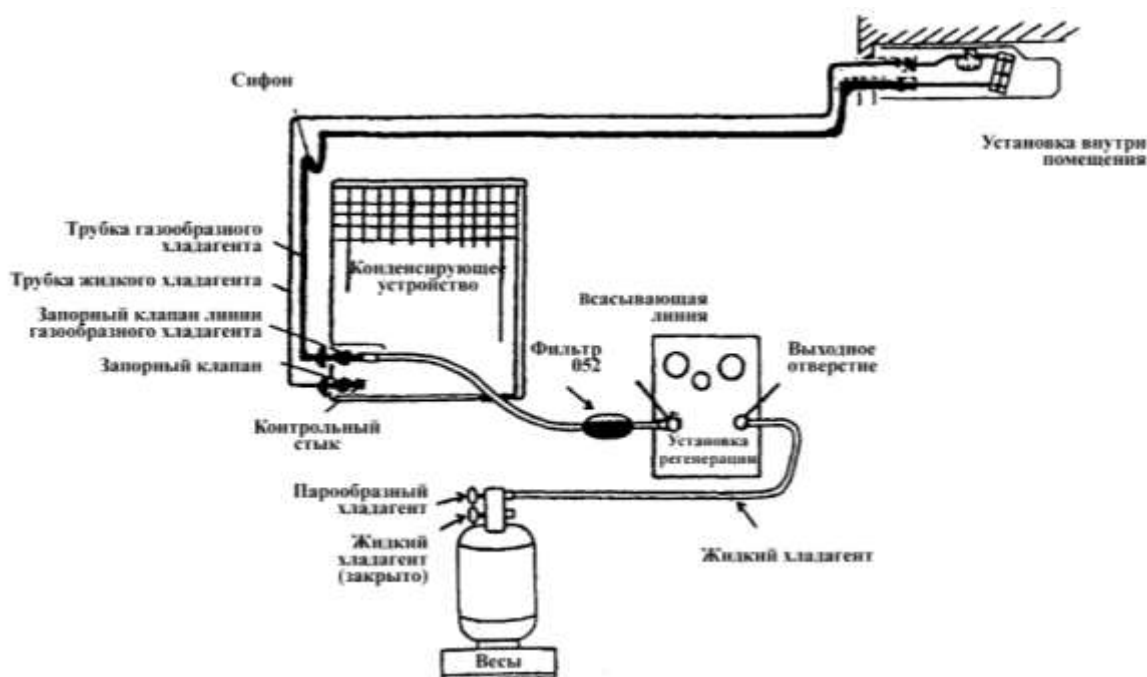 Сифон
Установка внутри
помещения
Трубка газообразного
хладагента
Трубка жидкого хладагента
Конденсирующее
устройство
Запорный клапан линии
газообразного хладагента
Запорный клапан
Контрольный
стык
Всасывающая
линия
Фильтр
052
Выходное
отверстие
Установка
регенерации
Парообразный
хладагент
Жидкий
хладагент
(закрыто)
Жидкий хладагент
Весы